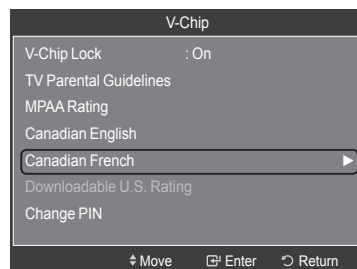 V-Chip
V-Chip Lock : On
TV Parental Guidelines
MPAA Rating
Canadian English
Canadian French
Downloadable U.S. Rating
Change PIN
Move Enter Return